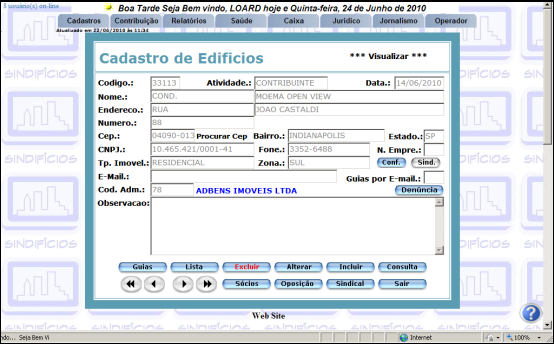 8 usuário(s) on-line
Boa Tarde Seja Bem vindo, LOARD hoje e Quinta-feira, 24 de Junho de 2010
Cadastros Contribuição Relatórios Saúde Caixa Juridico Jornalismo Operador
Atualizado em 22/06/2010 às 11:34
Cadastro de Edificios *** Visualizar ***
Codigo.: 33113 Atividade.: CONTRIBUINTE Data.: 14/06/2010
Nome.: COND. MOEMA OPEN VIEW
Endereco.: RUA JOAO CASTALDI
Numero.: 88
Cep.: 04090-013 Procurar Cep Bairro.: INDIANAPOLIS Estado.: SP
CNPJ.: 10.465.421/0001-41 Fone.: 3352-6488 N. Empre.:
Tp. Imovel.: RESIDENCIAL Zona.: SUL Conf. Sind.
E-Mail.: Guias por E-mail.:
Cod. Adm.: 78 ADBENS IMOVEIS LTDA Denúncia
Observacao:
Guias Lista Excluir Alterar Incluir Consulta
Sócios Oposição Sindical Sair
Web Site
SINDIFÍCIOS
ndo... Seja Bem Vi Internet 100%